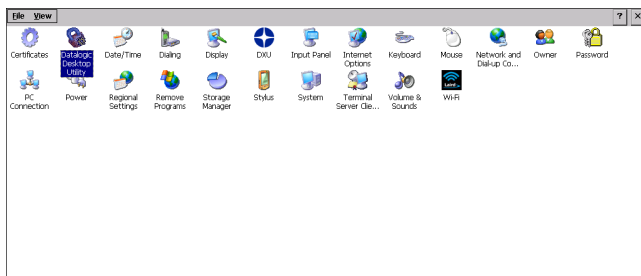 File View ? ×
Certificates Datalogic Desktop Utility Date/Time Dialing Display DXU Input Panel Internet Options Keyboard Mouse Network and Dial-up Co... Owner Password
PC Connection Power Regional Settings Remove Programs Storage Manager Stylus System Terminal Server Clie... Volume & Sounds Wi-Fi
Laird